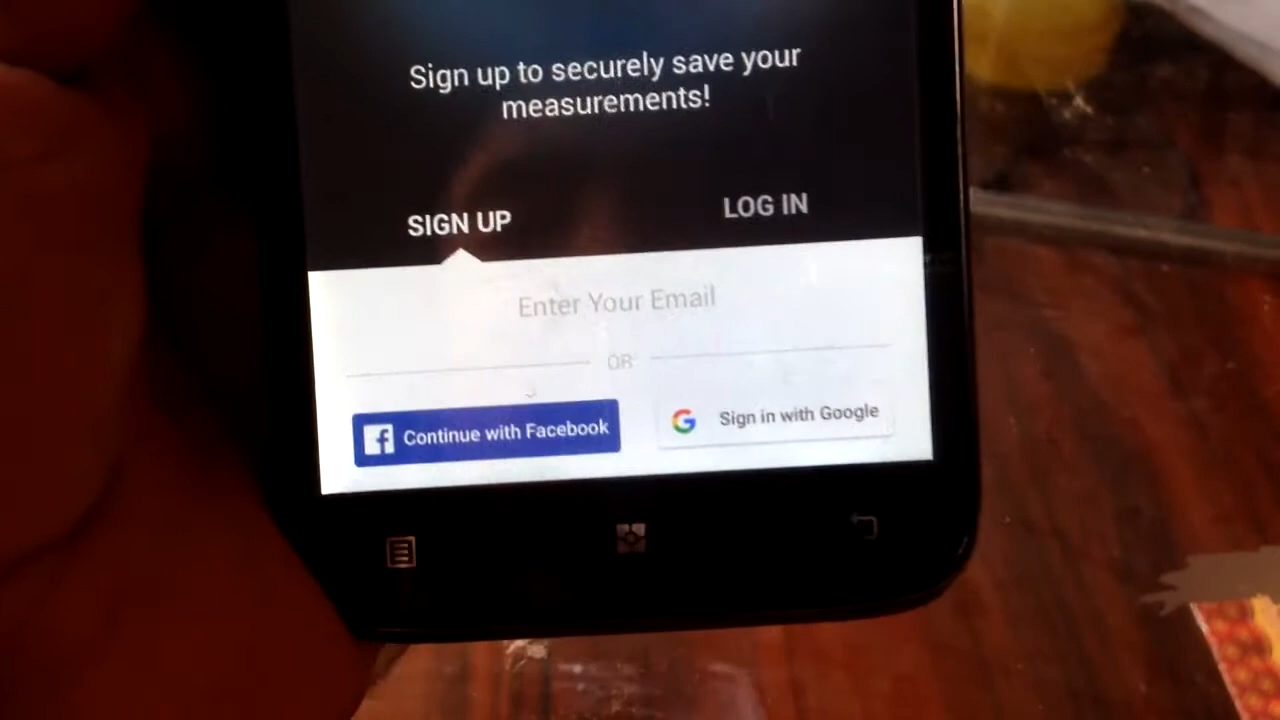 Sign up to securely save your
measurements!
SIGN UP
LOG IN
Enter Your Email
OR
Continue with Facebook
Sign in with Google